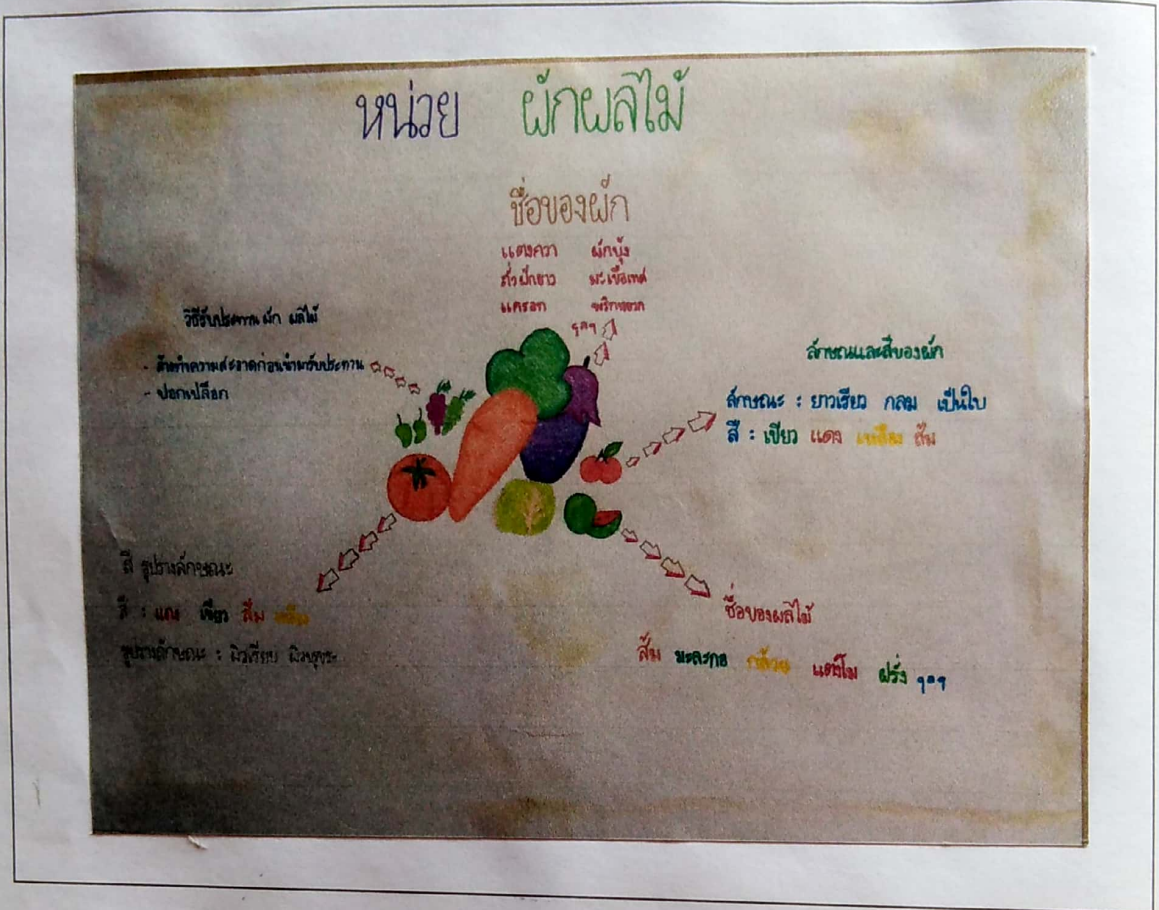 หน่วย ผักผลไม้
ชื่อของผัก
แตงกวา ผักบุ้ง
ถั่วฝักยาว มะเขือเทศ
แครอท พริกหยวก
ฯลฯ
วิธีรับประทานผัก ผลไม้
- ล้างทำความสะอาดก่อนนำมารับประทาน
- ปอกเปลือก
ลักษณะและสีของผัก
ลักษณะ : ยาวเรียว กลม เป็นใบ
สี : เขียว แดง เหลือง ส้ม
สี รูปร่างลักษณะ
สี : แดง เขียว ส้ม เหลือง
รูปร่างลักษณะ : ผิวเรียบ ผิวขรุขระ
ชื่อของผลไม้
ส้ม มะละกอ กล้วย แตงโม ฝรั่ง ฯลฯ